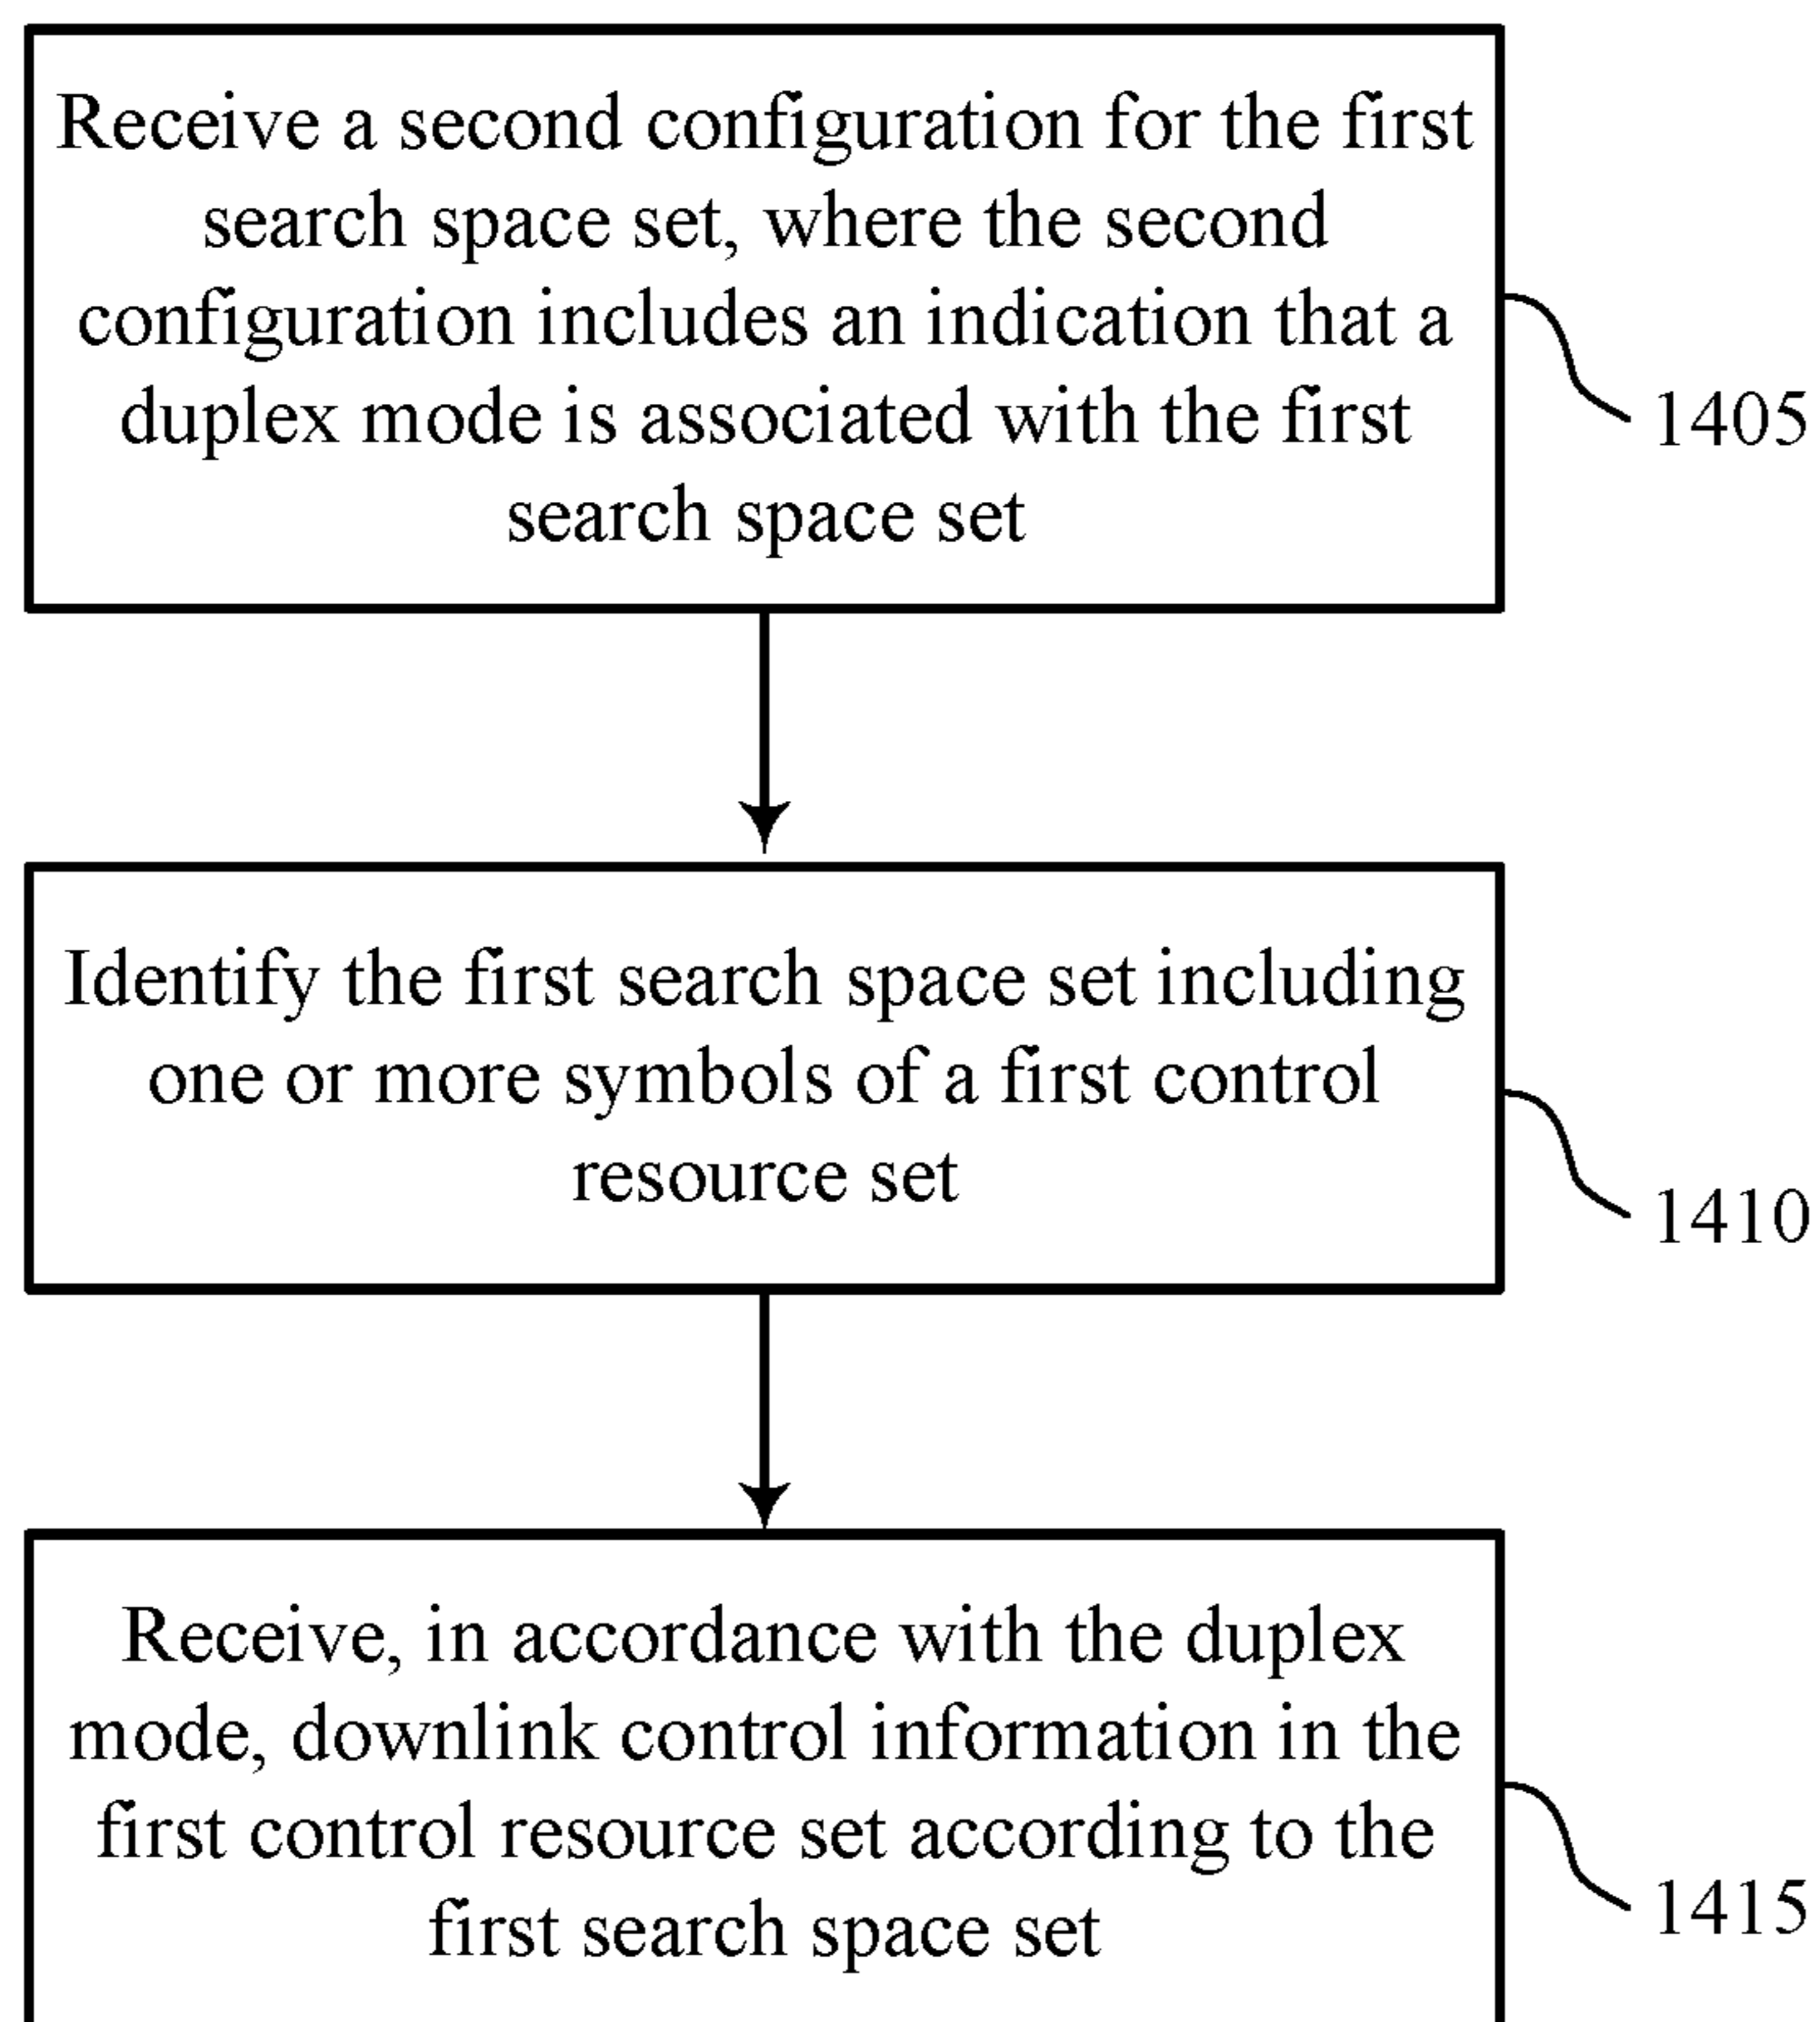 Receive a second configuration for the first
search space set, where the second
configuration includes an indication that a
duplex mode is associated with the first
search space set
1405
Identify the first search space set including
one or more symbols of a first control
resource set
1410
Receive, in accordance with the duplex
mode, downlink control information in the
first control resource set according to the
first search space set
1415